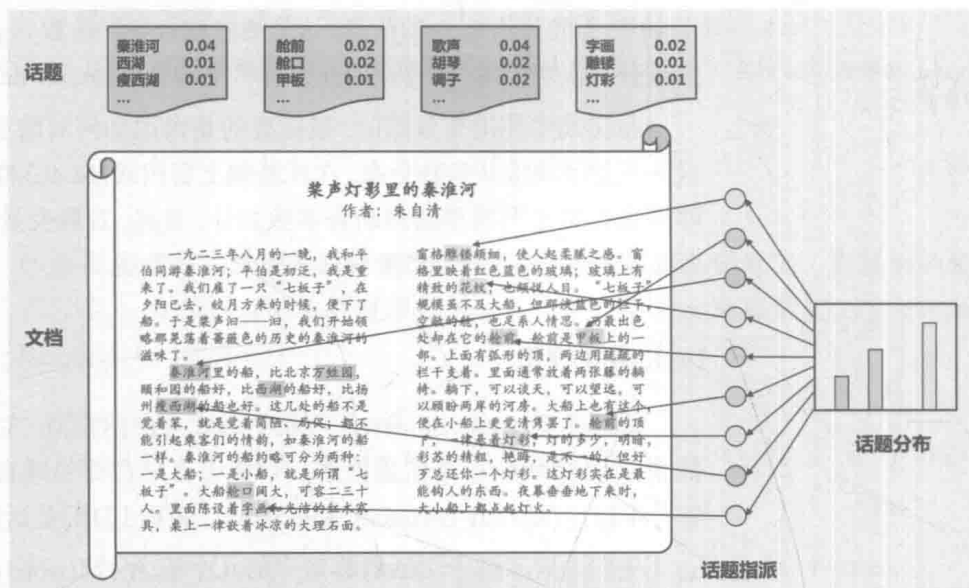 话题
秦淮河 0.04
西湖 0.01
瘦西湖 0.01
...
舱前 0.02
舱口 0.02
甲板 0.01
...
歌声 0.04
胡琴 0.02
调子 0.02
...
字画 0.02
雕镂 0.01
灯彩 0.01
...
桨声灯影里的秦淮河
作者：朱自清
文档
一九二三年八月的一晚，我和平
伯同游秦淮河；平伯是初泛，我是重
来了。我们雇了一只“七板子”，在
夕阳已去，皎月方来的时候，便下了
船。于是桨声汩——汩，我们开始领
略那晃荡着蔷薇色的历史的秦淮河的
滋味了。
秦淮河里的船，比北京万甡园，
颐和园的船好，比西湖的船好，比扬
州瘦西湖的船也好。这几处的船不是
觉着笨，就是觉着简陋、局促；都不
能引起乘客们的情韵，如秦淮河的船
一样。秦淮河的船约略可分为两种：
一是大船；一是小船，就是所谓“七
板子”。大船舱口阔大，可容二三十
人。里面陈设着字画和光洁的红木家
具，桌上一律嵌着冰凉的大理石面。
窗格雕镂颇细，使人起柔腻之感。窗
格里映着红色蓝色的玻璃；玻璃上有
精致的花纹，也颇悦人目。“七板子”
规模虽不及大船，但那淡蓝色的栏干，
空敞的舱，也足系人情思。而最出色
处却在它的舱前。舱前是甲板上的一
部。上面有弧形的顶，两边用疏疏的
栏干支着。里面通常放着两张藤的躺
椅。躺下，可以谈天，可以望远，可
以顾盼两岸的河房。大船上也有这个，
便在小船上更觉清隽罢了。舱前的顶
下，一律悬着灯彩；灯的多少，明暗，
彩苏的精粗，艳晦，是不一的。但好
歹总还你一个灯彩。这灯彩实在是最
能钩人的东西。夜幕垂垂地下来时，
大小船上都点起灯火。
话题分布
话题指派